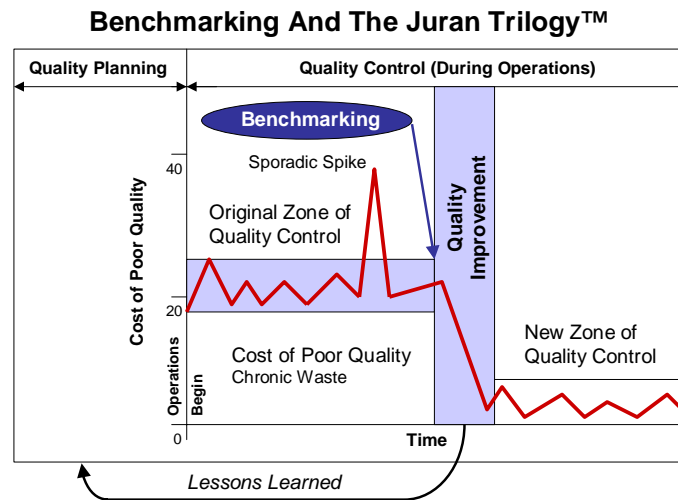 Benchmarking And The Juran Trilogy™
Quality Planning
Quality Control (During Operations)
Benchmarking
40
Sporadic Spike
Original Zone of
Quality Control
Cost of Poor Quality
Quality
Improvement
20
Cost of Poor Quality
Chronic Waste
New Zone of
Quality Control
Operations
Begin
0
Time
Lessons Learned